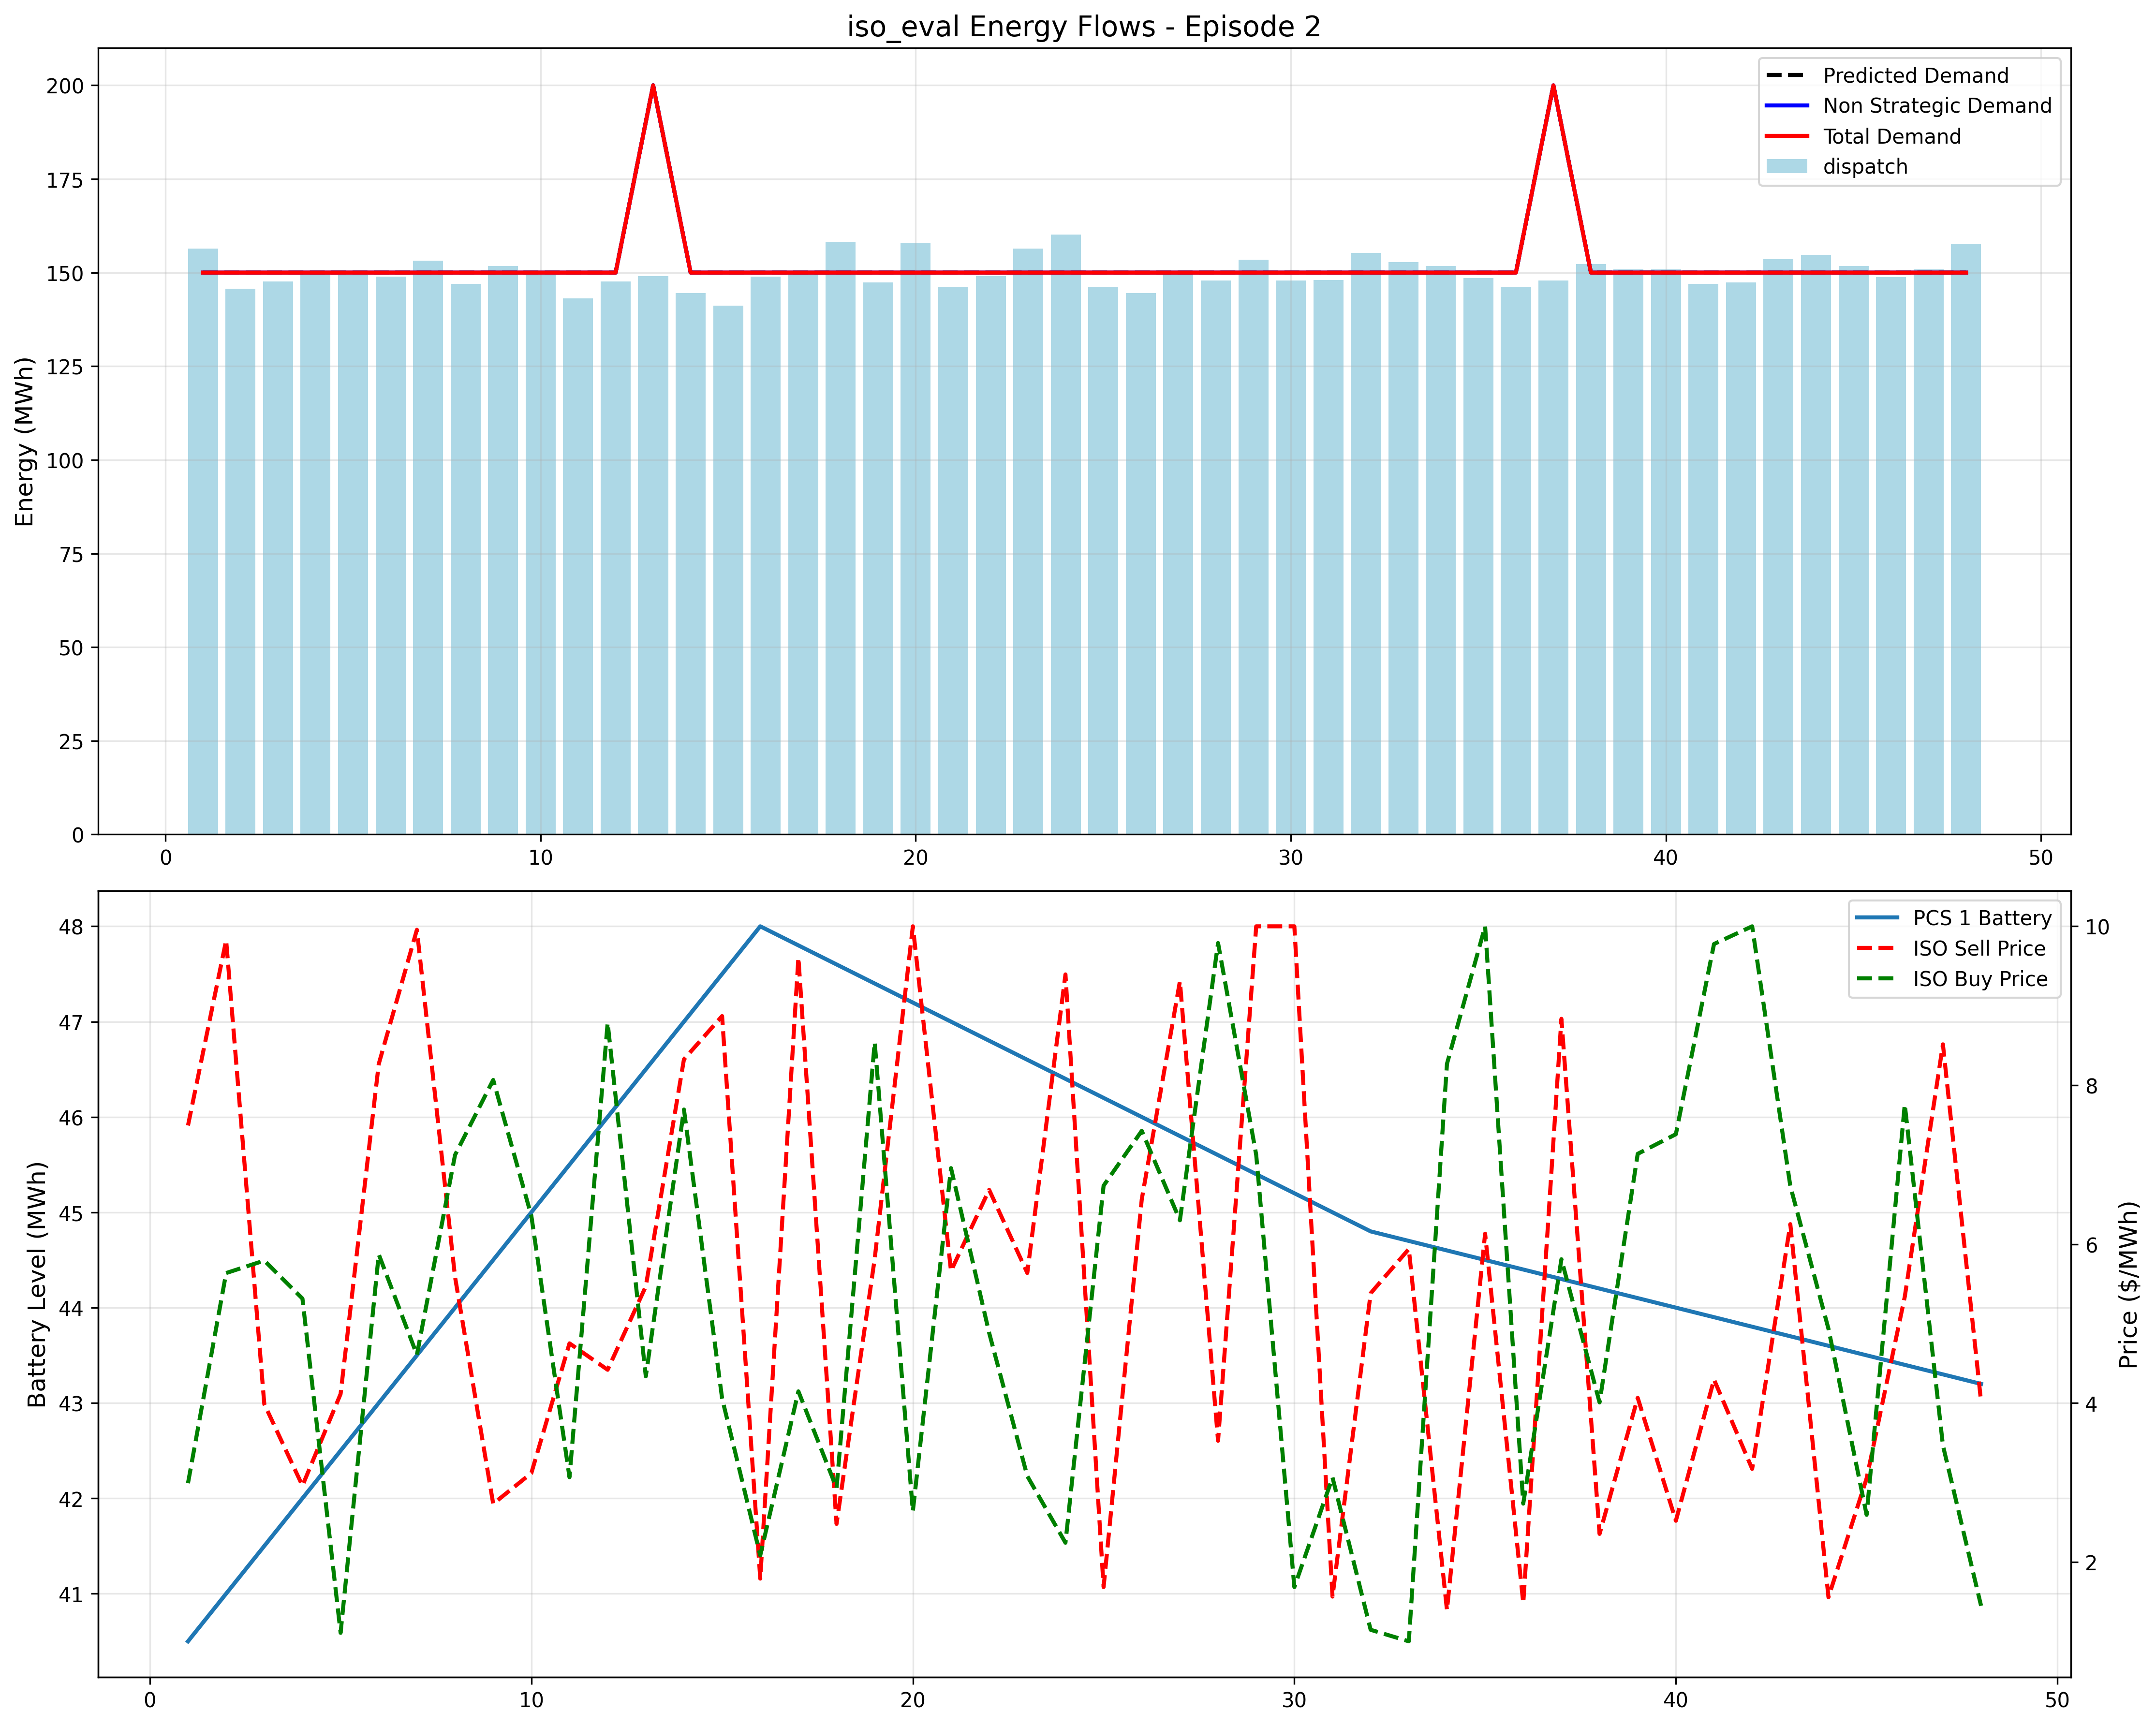 iso_eval Energy Flows - Episode 2
Energy (MWh)
200
175
150
125
100
75
50
25
0
Predicted Demand
Non Strategic Demand
Total Demand
dispatch
0 10 20 30 40 50
Battery Level (MWh)
48
47
46
45
44
43
42
41
PCS 1 Battery
ISO Sell Price
ISO Buy Price
10
8
6
4
2
Price ($/MWh)
0 10 20 30 40 50